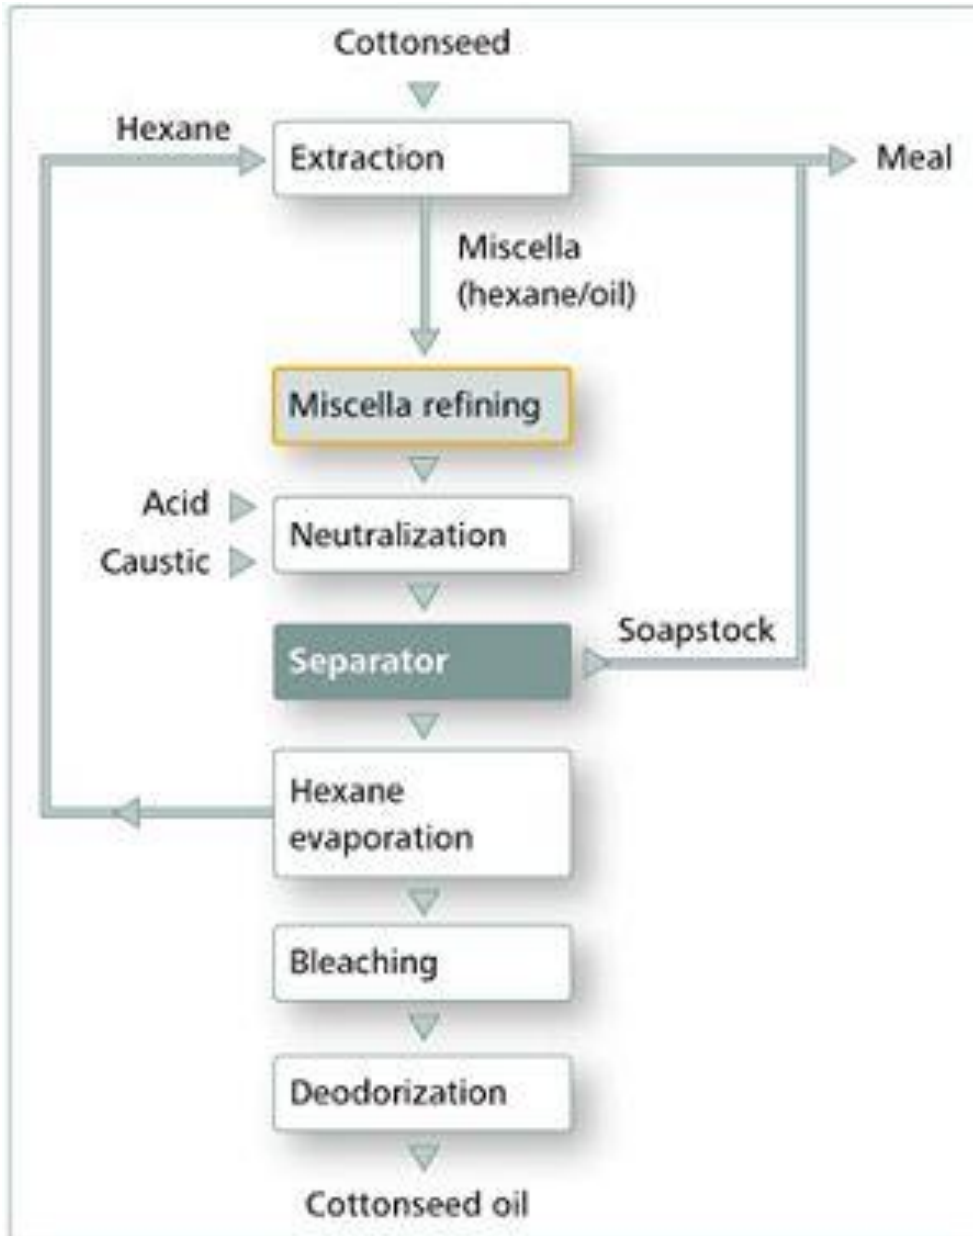 Cottonseed
Hexane
Extraction
Meal
Miscella
(hexane/oil)
Miscella refining
Acid
Neutralization
Caustic
Soapstock
Separator
Hexane
evaporation
Bleaching
Deodorization
Cottonseed oil